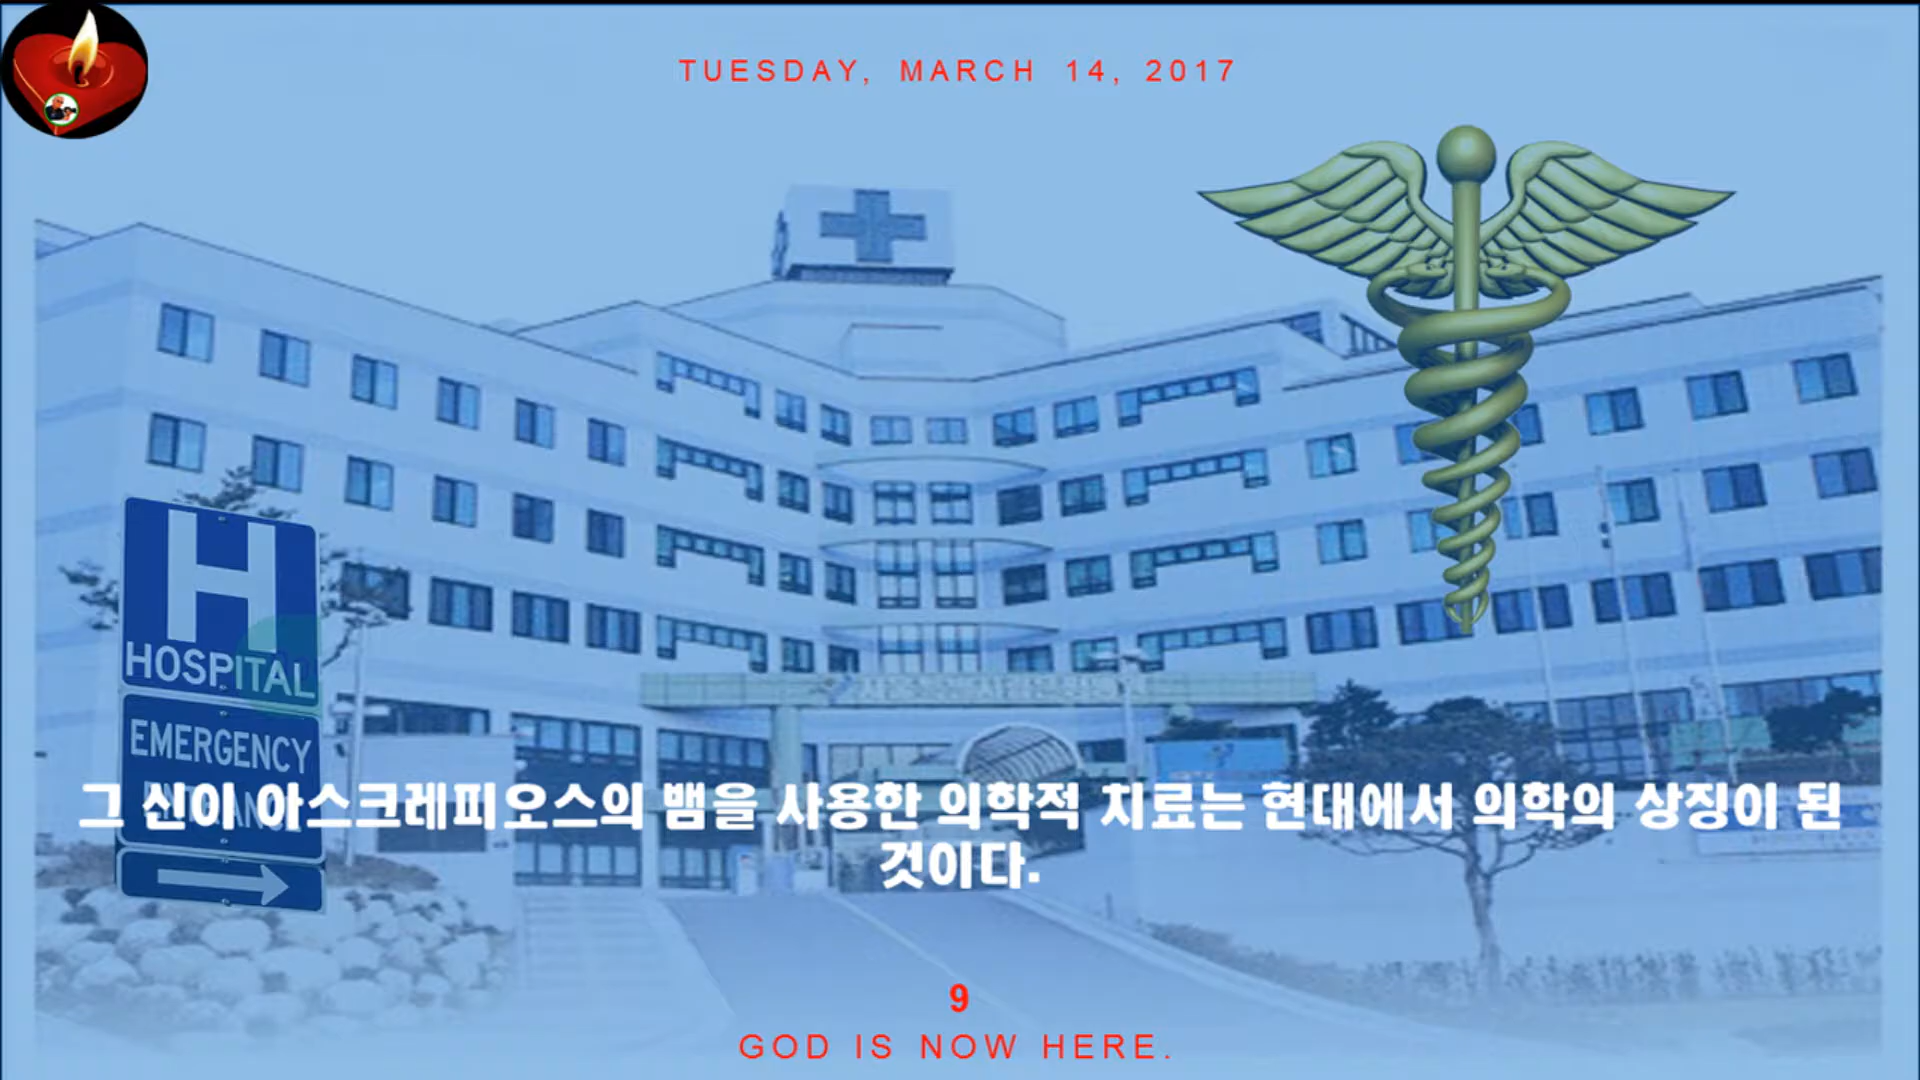 TUESDAY, MARCH 14, 2017
H
HOSPITAL
EMERGENCY
그 신이 아스크레피오스의 뱀을 사용한 의학적 치료는 현대에서 의학의 상징이 된
것이다.
9
GOD IS NOW HERE.